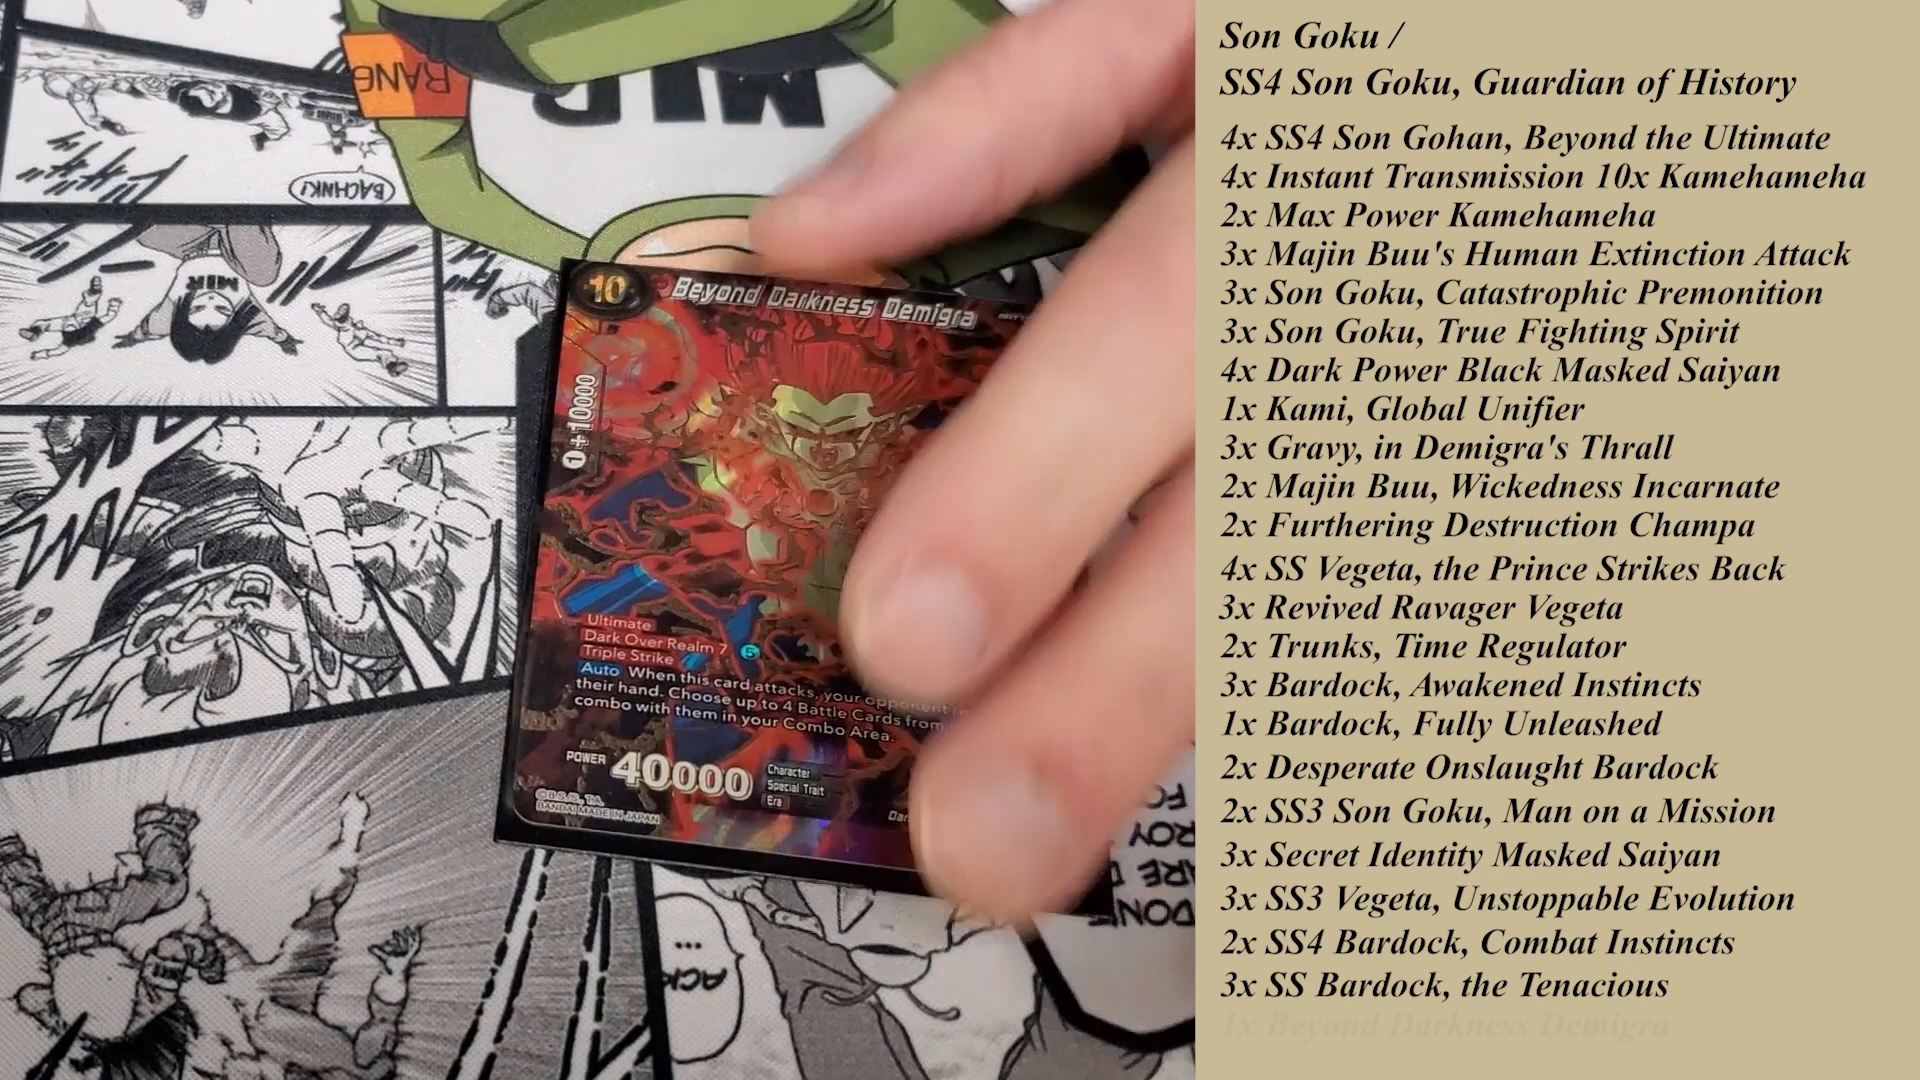 RANG
MIR
BACHNK!
MIR
10
Beyond Darkness Demigra
1+10000
Ultimate
Dark Over Realm 7 5
Triple Strike
Auto When this card attacks, your opponent
their hand. Choose up to 4 Battle Cards from
combo with them in your Combo Area.
POWER 40000
Character
Special Trait
Era
Dar
©B.S./S., T.A.
BANDAI MADE IN JAPAN
DON'T
...
ACK
Son Goku /
SS4 Son Goku, Guardian of History
4x SS4 Son Gohan, Beyond the Ultimate
4x Instant Transmission 10x Kamehameha
2x Max Power Kamehameha
3x Majin Buu's Human Extinction Attack
3x Son Goku, Catastrophic Premonition
3x Son Goku, True Fighting Spirit
4x Dark Power Black Masked Saiyan
1x Kami, Global Unifier
3x Gravy, in Demigra's Thrall
2x Majin Buu, Wickedness Incarnate
2x Furthering Destruction Champa
4x SS Vegeta, the Prince Strikes Back
3x Revived Ravager Vegeta
2x Trunks, Time Regulator
3x Bardock, Awakened Instincts
1x Bardock, Fully Unleashed
2x Desperate Onslaught Bardock
2x SS3 Son Goku, Man on a Mission
3x Secret Identity Masked Saiyan
3x SS3 Vegeta, Unstoppable Evolution
2x SS4 Bardock, Combat Instincts
3x SS Bardock, the Tenacious
1x Beyond Darkness Demigra